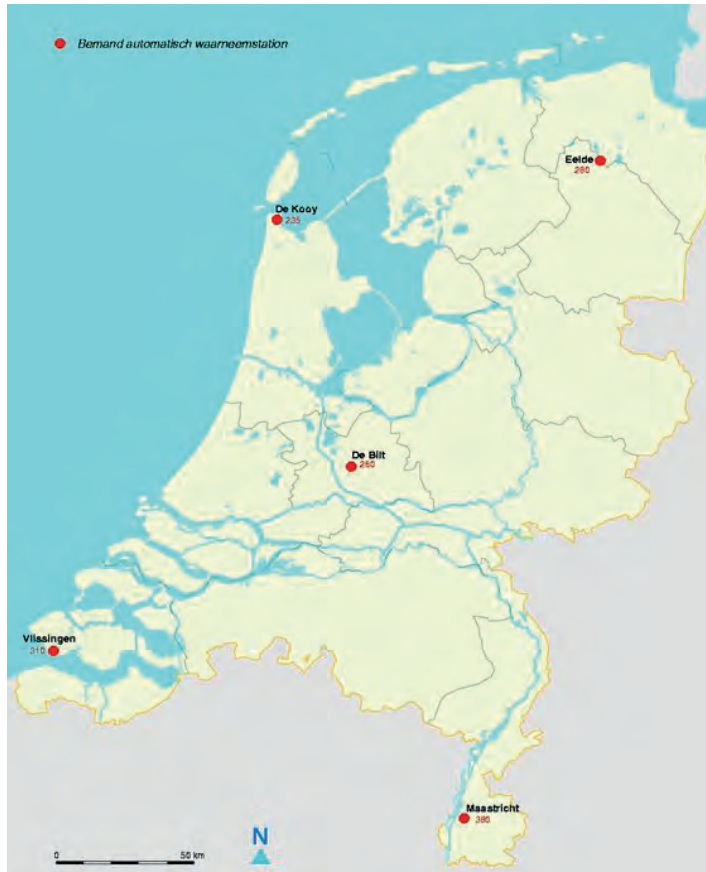 Bemand automatisch waarneemstation
Eelde
280
De Kooy
235
De Bilt
260
Vlissingen
310
Maastricht
380
N
0 50 km